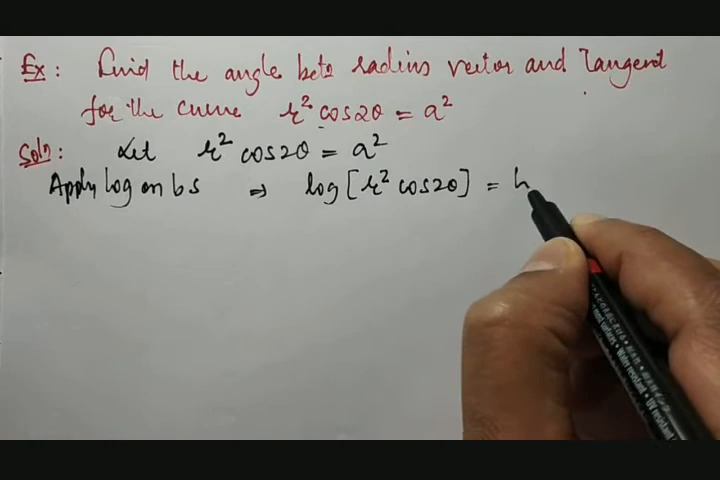 Ex: Find the angle betn radius vector and Tangent
for the curve r² cos2θ = a²
Soln: Let r² cos2θ = a²
Apply log on bs ⇒ log[r² cos2θ] =